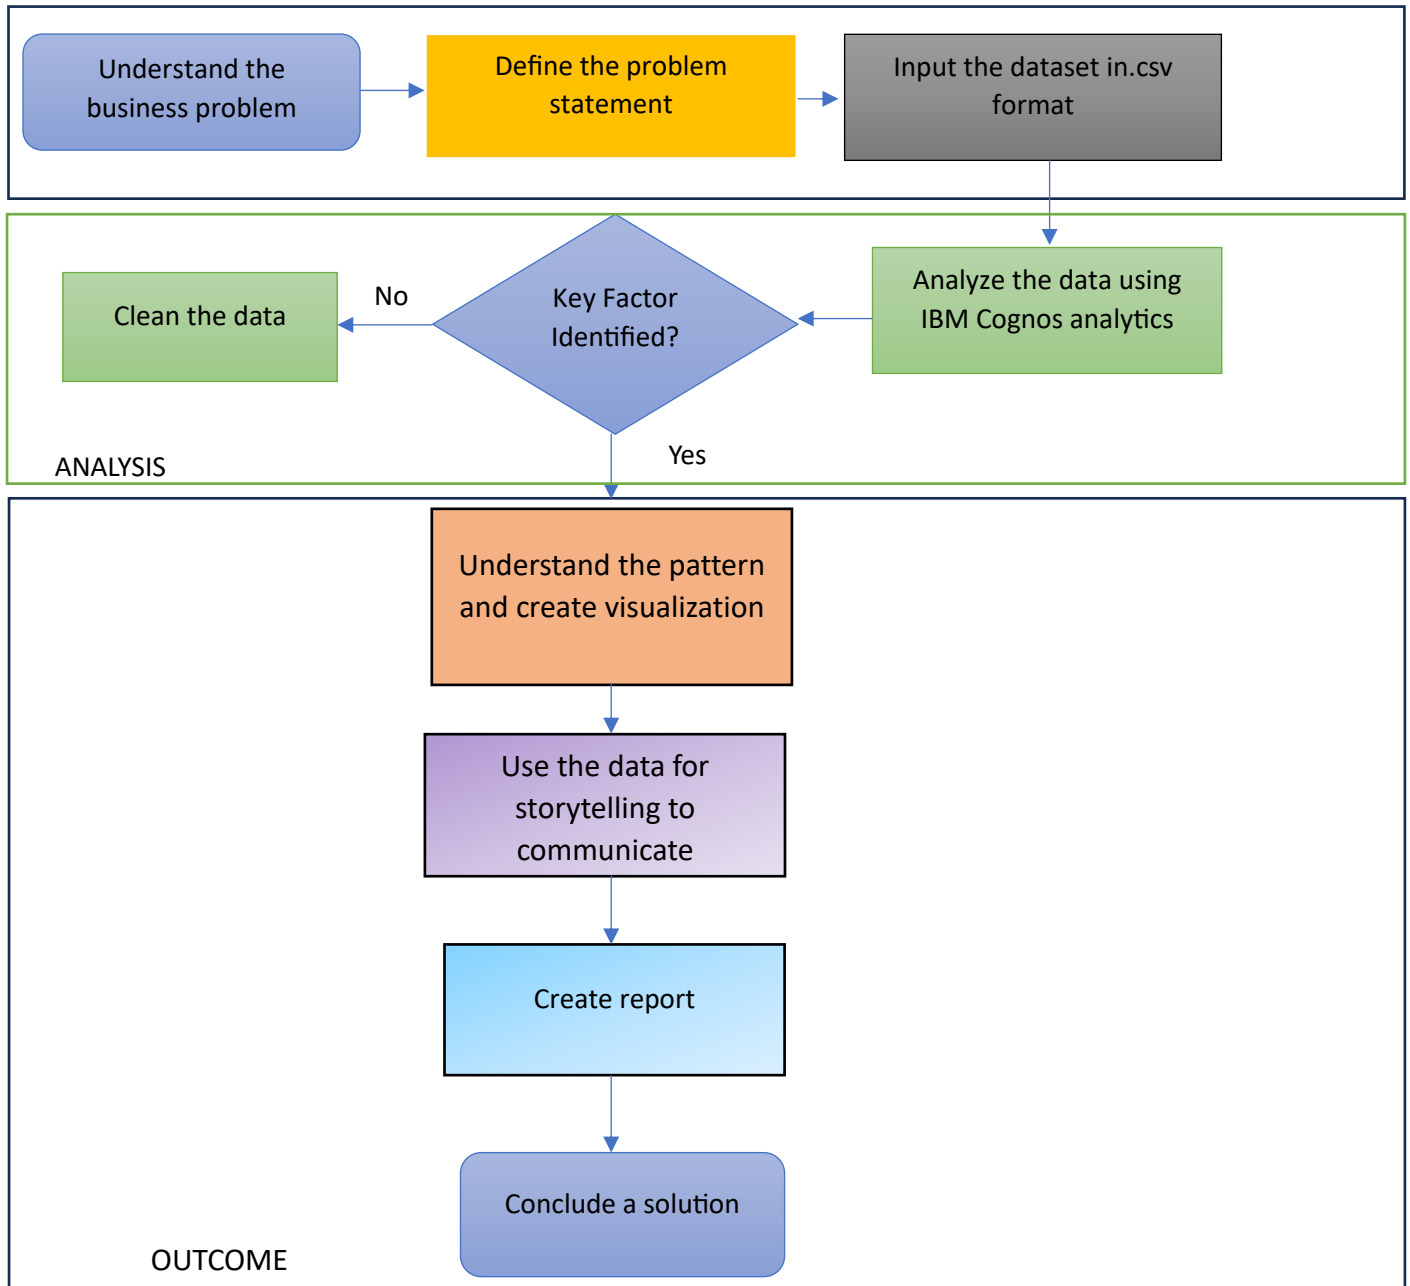 Understand the
business problem
Define the problem
statement
Input the dataset in.csv
format
Analyze the data using
IBM Cognos analytics
Key Factor
Identified?
No
Clean the data
Yes
ANALYSIS
Understand the pattern
and create visualization
Use the data for
storytelling to
communicate
Create report
Conclude a solution
OUTCOME